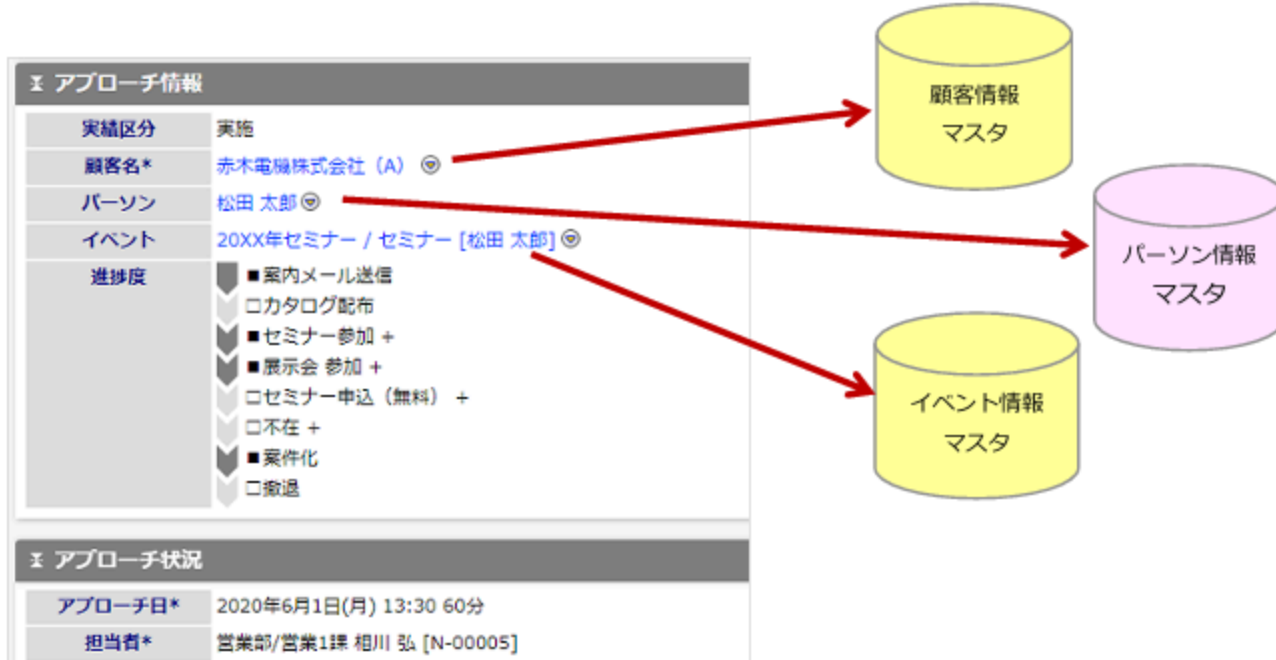 アプローチ情報
実績区分 実施
顧客名* 赤木電機株式会社（A）
パーソン 松田 太郎
イベント 20XX年セミナー / セミナー [松田 太郎]
進捗度 ■案内メール送信
□カタログ配布
■セミナー参加 +
■展示会 参加 +
□セミナー申込（無料） +
□不在 +
■案件化
□撤退
アプローチ状況
アプローチ日* 2020年6月1日(月) 13:30 60分
担当者* 営業部/営業1課 相川 弘 [N-00005]
顧客情報
マスタ
パーソン情報
マスタ
イベント情報
マスタ